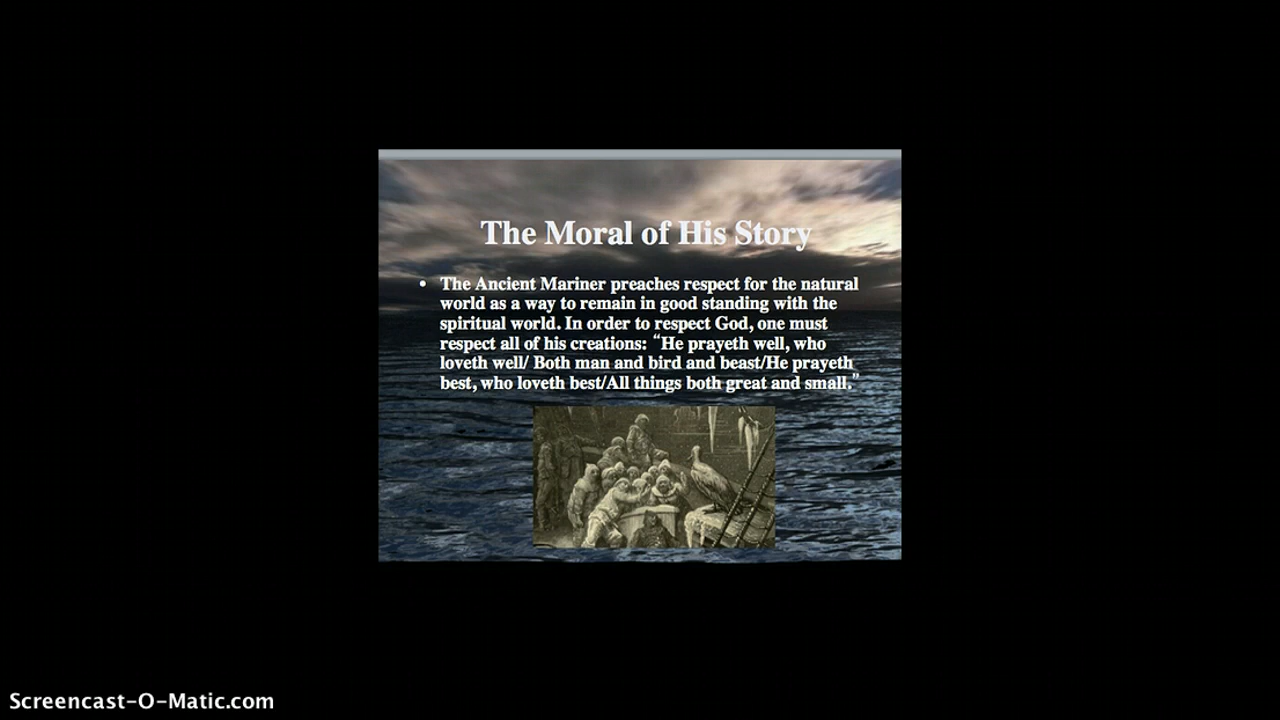 The Moral of His Story
• The Ancient Mariner preaches respect for the natural
world as a way to remain in good standing with the
spiritual world. In order to respect God, one must
respect all of his creations: “He prayeth well, who
loveth well/ Both man and bird and beast/He prayeth
best, who loveth best/All things both great and small.”
Screencast-O-Matic.com